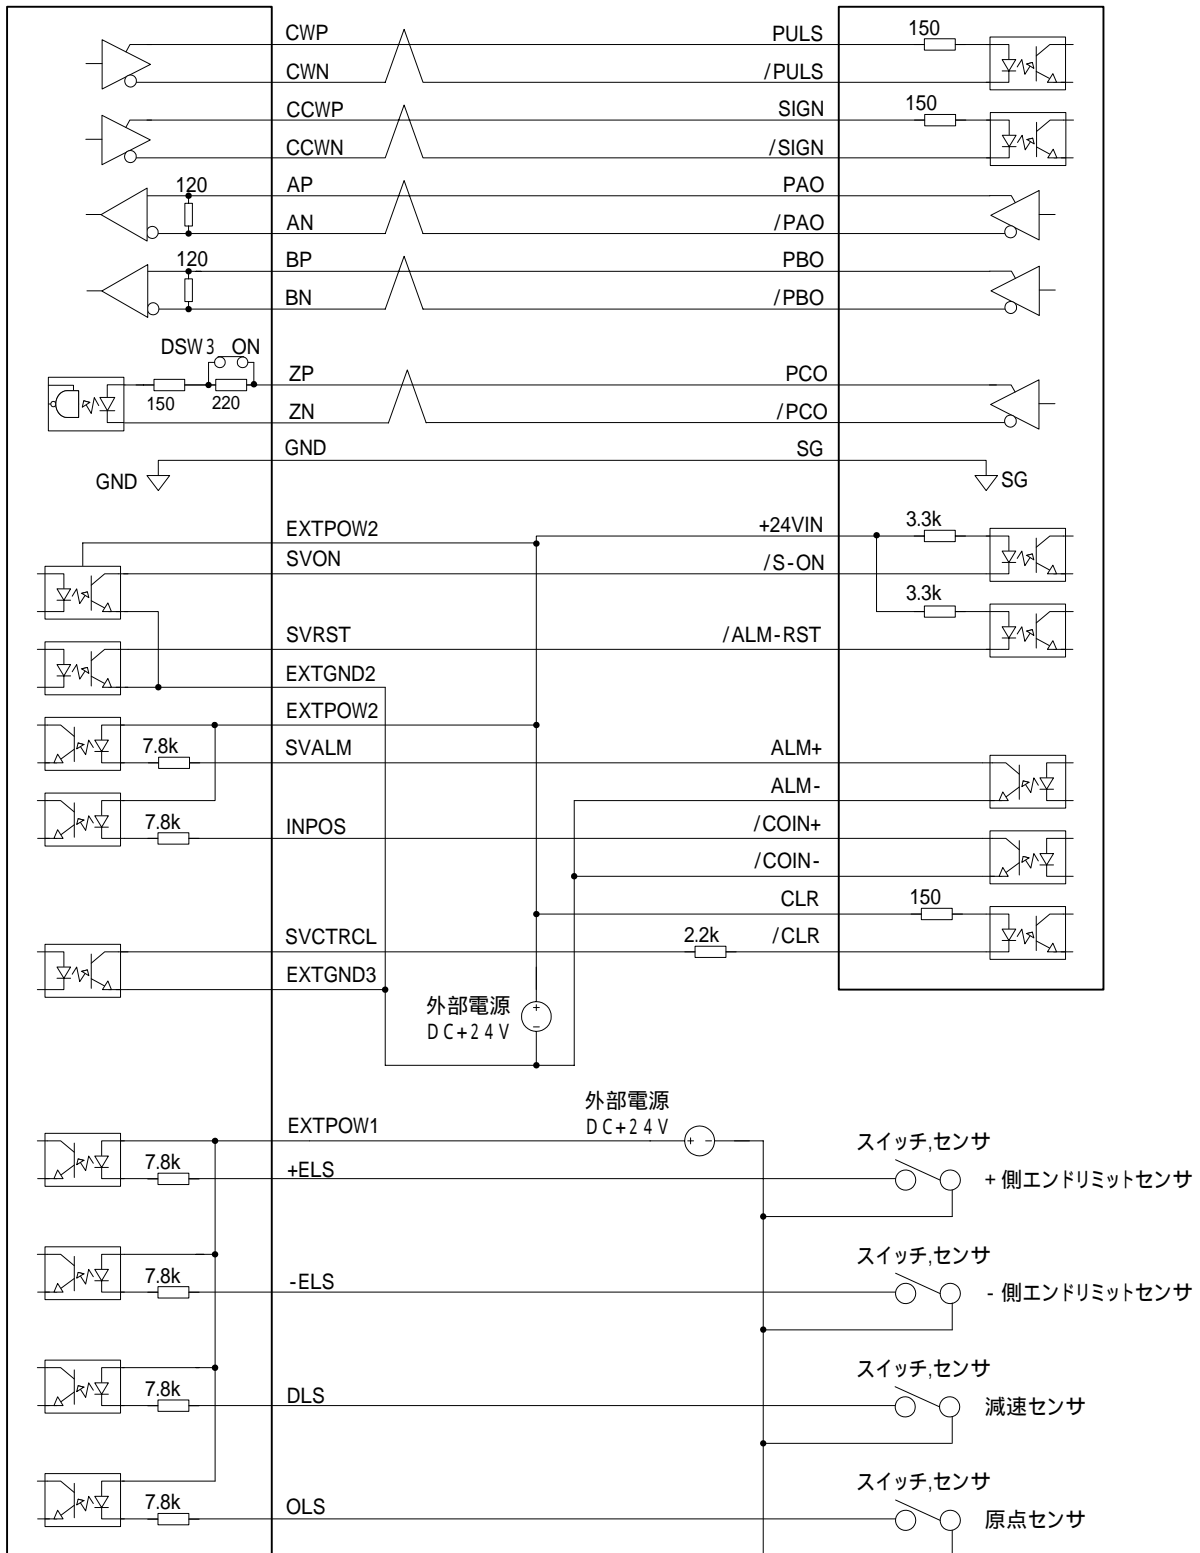 CWP PULS 150
CWN /PULS
CCWP SIGN 150
CCWN /SIGN
120 AP PAO
AN /PAO
120 BP PBO
BN /PBO
DSW3 ON
ZP PCO
150 220 ZN /PCO
GND SG
GND SG
EXTPOW2 +24VIN 3.3k
SVON /S-ON
3.3k
SVRST /ALM-RST
EXTGND2
EXTPOW2
7.8k SVALM ALM+
ALM-
7.8k INPOS /COIN+
/COIN-
CLR 150
SVCTRCL 2.2k /CLR
EXTGND3
外部電源
DC+24V
+
−
外部電源
EXTPOW1 DC+24V
+ −
スイッチ,センサ
7.8k +ELS +側エンドリミットセンサ
スイッチ,センサ
7.8k -ELS -側エンドリミットセンサ
スイッチ,センサ
7.8k DLS 減速センサ
スイッチ,センサ
7.8k OLS 原点センサ